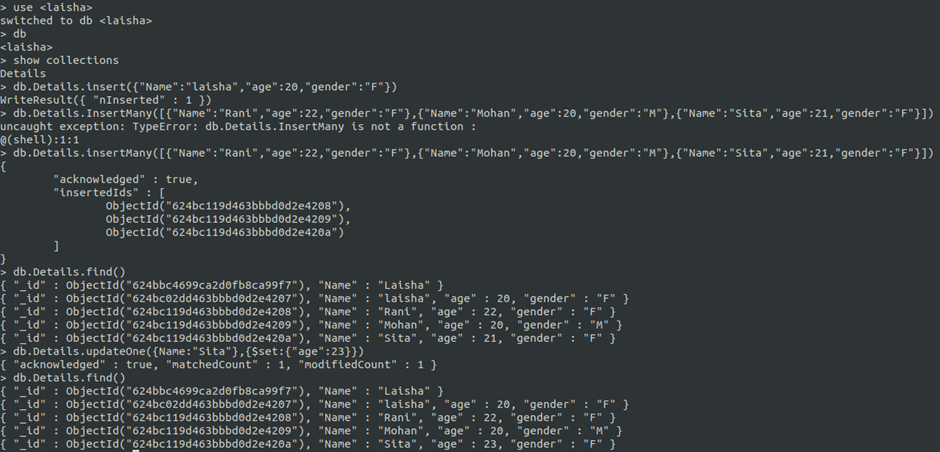 > use <laisha>
switched to db <laisha>
> db
<laisha>
> show collections
Details
> db.Details.insert({"Name":"laisha","age":20,"gender":"F"})
WriteResult({ "nInserted" : 1 })
> db.Details.InsertMany([{"Name":"Rani","age":22,"gender":"F"},{"Name":"Mohan","age":20,"gender":"M"},{"Name":"Sita","age":21,"gender":"F"}])
uncaught exception: TypeError: db.Details.InsertMany is not a function :
@(shell):1:1
> db.Details.insertMany([{"Name":"Rani","age":22,"gender":"F"},{"Name":"Mohan","age":20,"gender":"M"},{"Name":"Sita","age":21,"gender":"F"}])
{
	"acknowledged" : true,
	"insertedIds" : [
		ObjectId("624bc119d463bbbd0d2e4208"),
		ObjectId("624bc119d463bbbd0d2e4209"),
		ObjectId("624bc119d463bbbd0d2e420a")
	]
}
> db.Details.find()
{ "_id" : ObjectId("624bbc4699ca2d0fb8ca99f7"), "Name" : "Laisha" }
{ "_id" : ObjectId("624bc02dd463bbbd0d2e4207"), "Name" : "laisha", "age" : 20, "gender" : "F" }
{ "_id" : ObjectId("624bc119d463bbbd0d2e4208"), "Name" : "Rani", "age" : 22, "gender" : "F" }
{ "_id" : ObjectId("624bc119d463bbbd0d2e4209"), "Name" : "Mohan", "age" : 20, "gender" : "M" }
{ "_id" : ObjectId("624bc119d463bbbd0d2e420a"), "Name" : "Sita", "age" : 21, "gender" : "F" }
> db.Details.updateOne({Name:"Sita"},{$set:{"age":23}})
{ "acknowledged" : true, "matchedCount" : 1, "modifiedCount" : 1 }
> db.Details.find()
{ "_id" : ObjectId("624bbc4699ca2d0fb8ca99f7"), "Name" : "Laisha" }
{ "_id" : ObjectId("624bc02dd463bbbd0d2e4207"), "Name" : "laisha", "age" : 20, "gender" : "F" }
{ "_id" : ObjectId("624bc119d463bbbd0d2e4208"), "Name" : "Rani", "age" : 22, "gender" : "F" }
{ "_id" : ObjectId("624bc119d463bbbd0d2e4209"), "Name" : "Mohan", "age" : 20, "gender" : "M" }
{ "_id" : ObjectId("624bc119d463bbbd0d2e420a"), "Name" : "Sita", "age" : 23, "gender" : "F" }